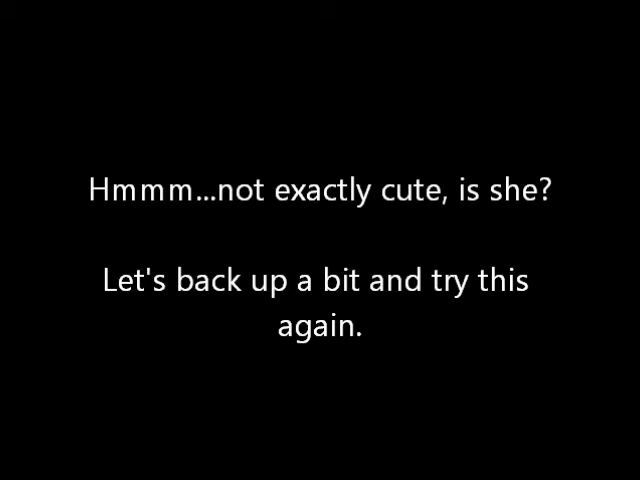 Hmmm...not exactly cute, is she?
Let's back up a bit and try this
again.